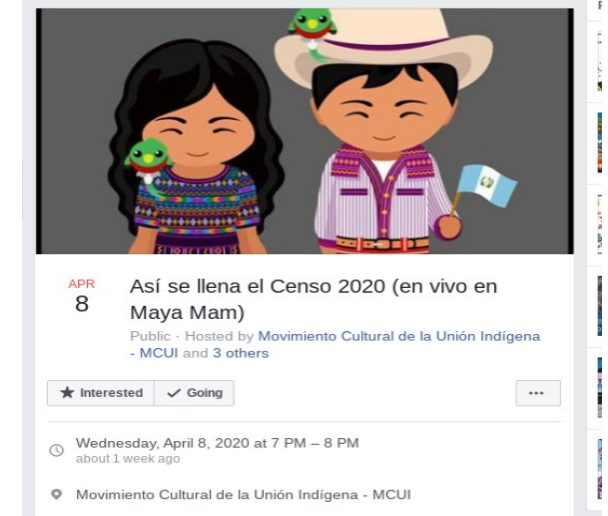 APR
8
Así se llena el Censo 2020 (en vivo en
Maya Mam)
Public · Hosted by Movimiento Cultural de la Unión Indígena
- MCUI and 3 others
Interested
Going
Wednesday, April 8, 2020 at 7 PM – 8 PM
about 1 week ago
Movimiento Cultural de la Unión Indígena - MCUI